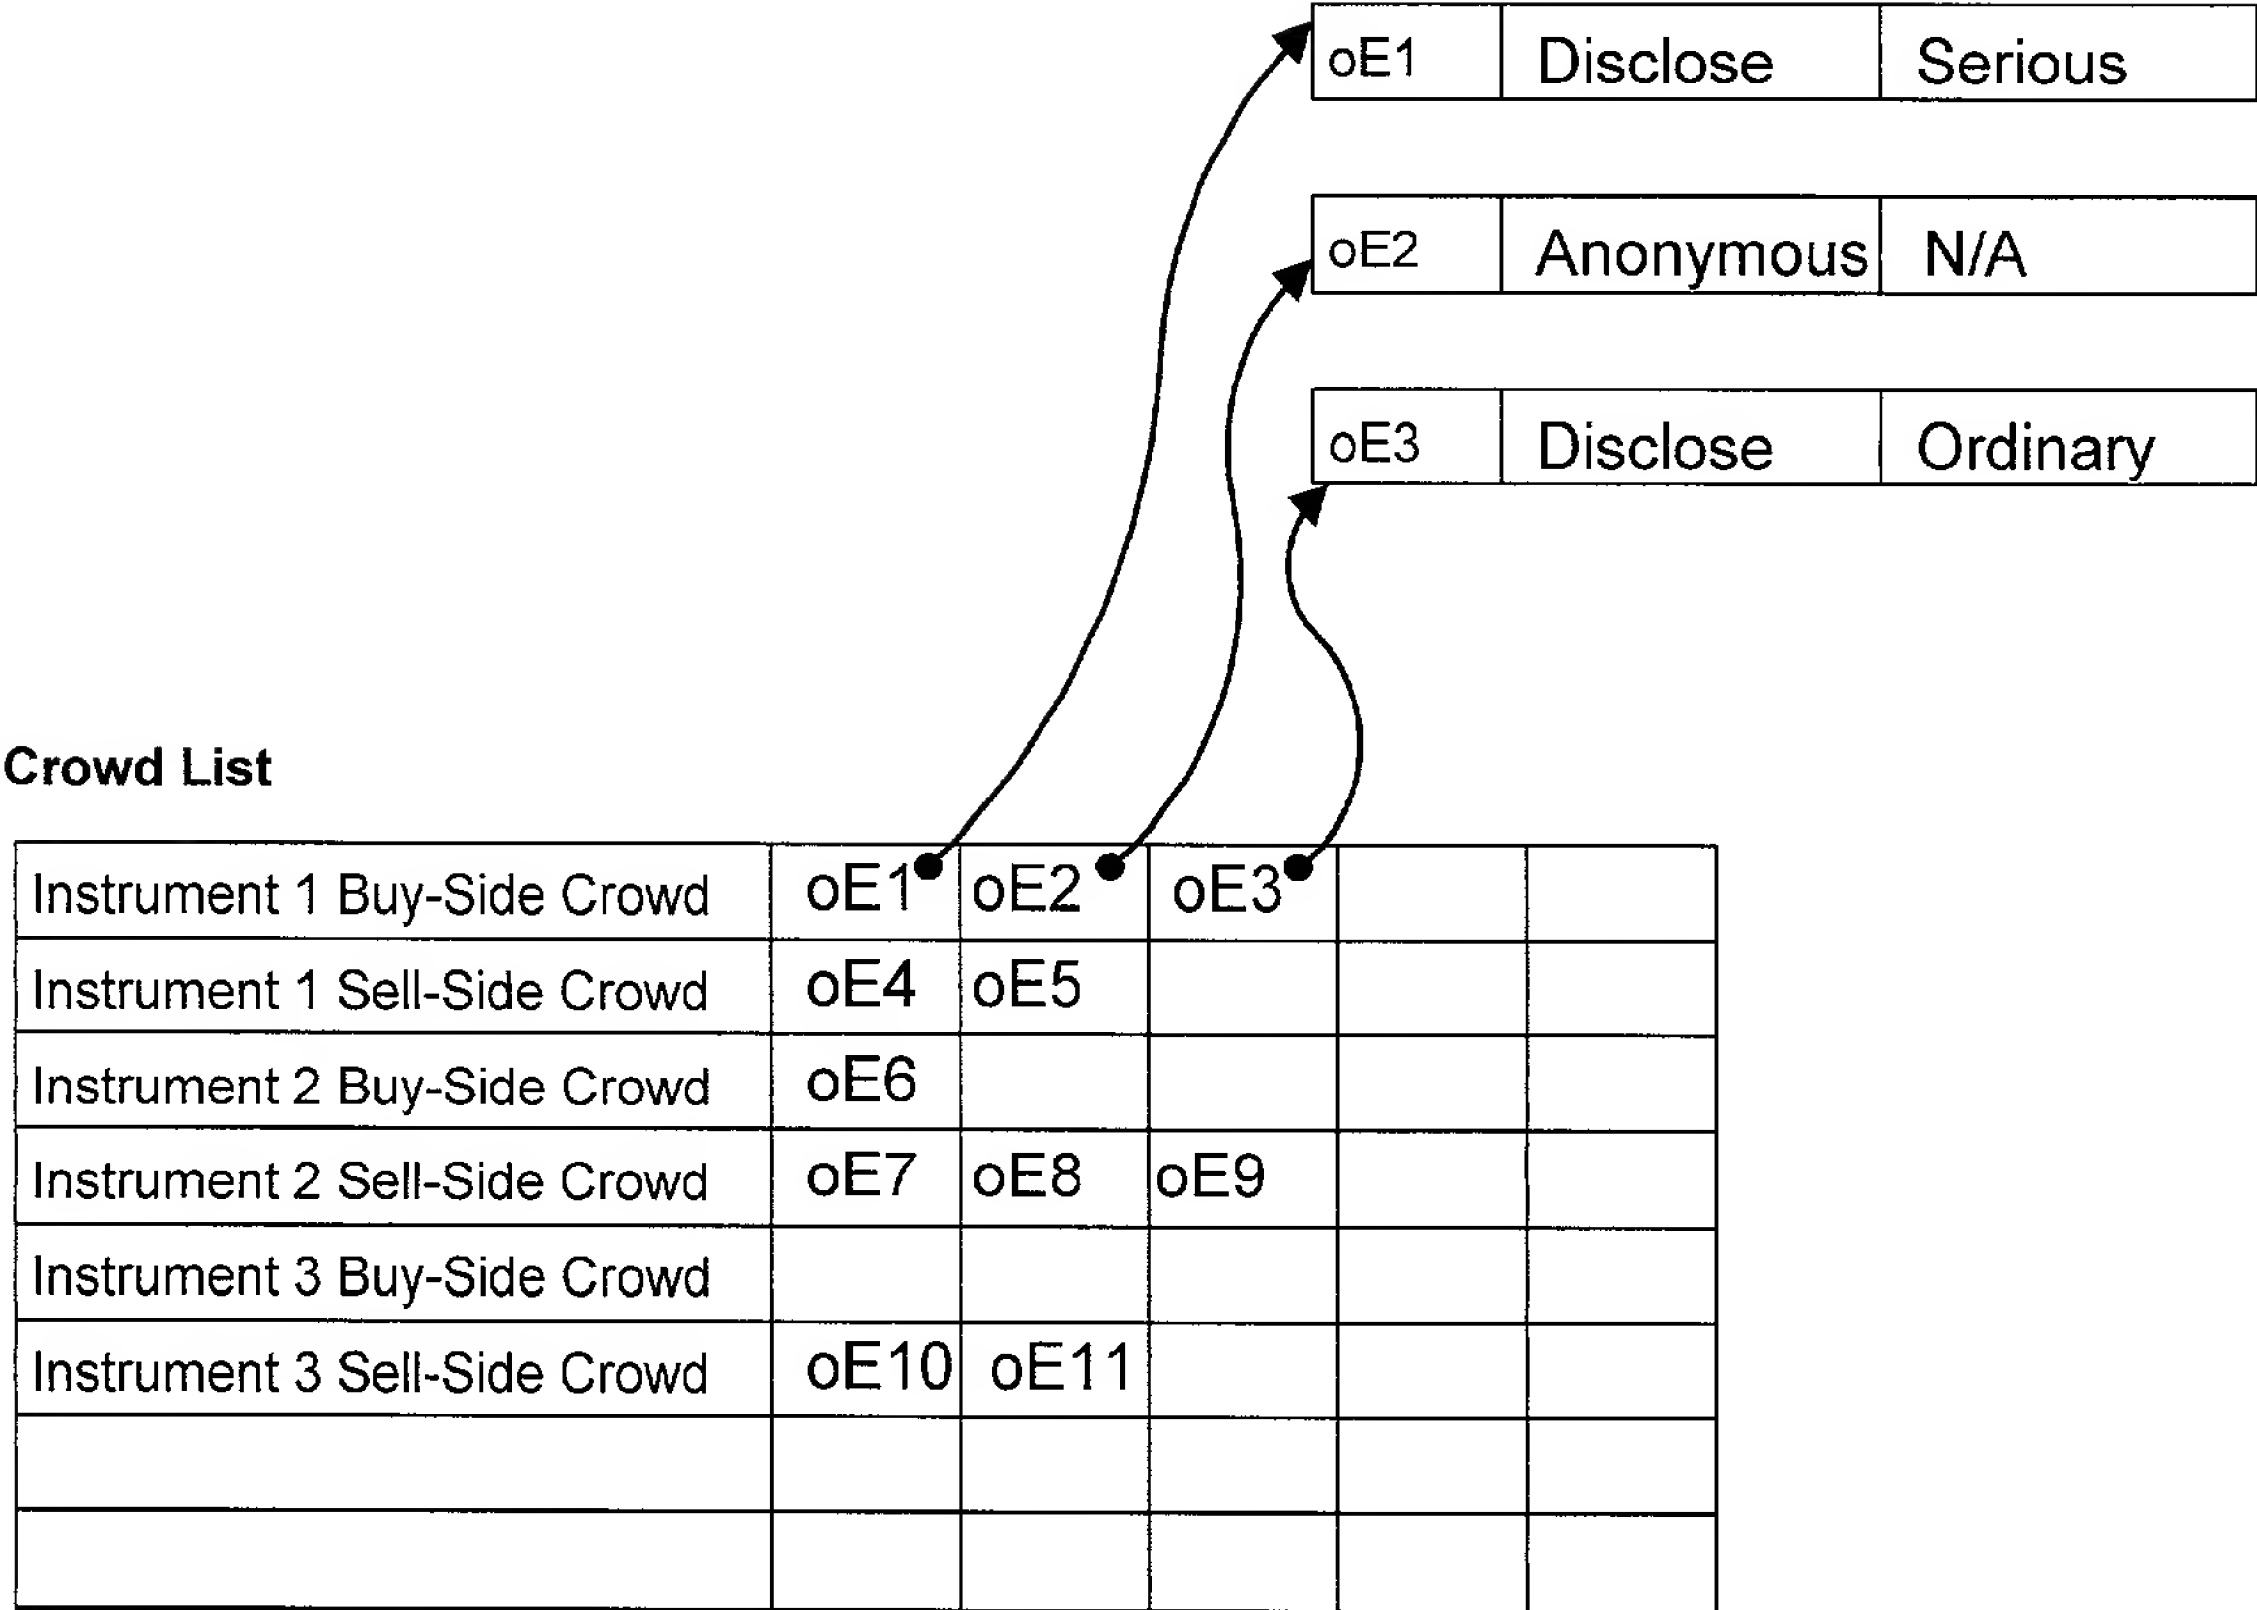 oE1 Disclose Serious
oE2 Anonymous N/A
oE3 Disclose Ordinary
Crowd List
Instrument 1 Buy-Side Crowd oE1 oE2 oE3
Instrument 1 Sell-Side Crowd oE4 oE5
Instrument 2 Buy-Side Crowd oE6
Instrument 2 Sell-Side Crowd oE7 oE8 oE9
Instrument 3 Buy-Side Crowd
Instrument 3 Sell-Side Crowd oE10 oE11